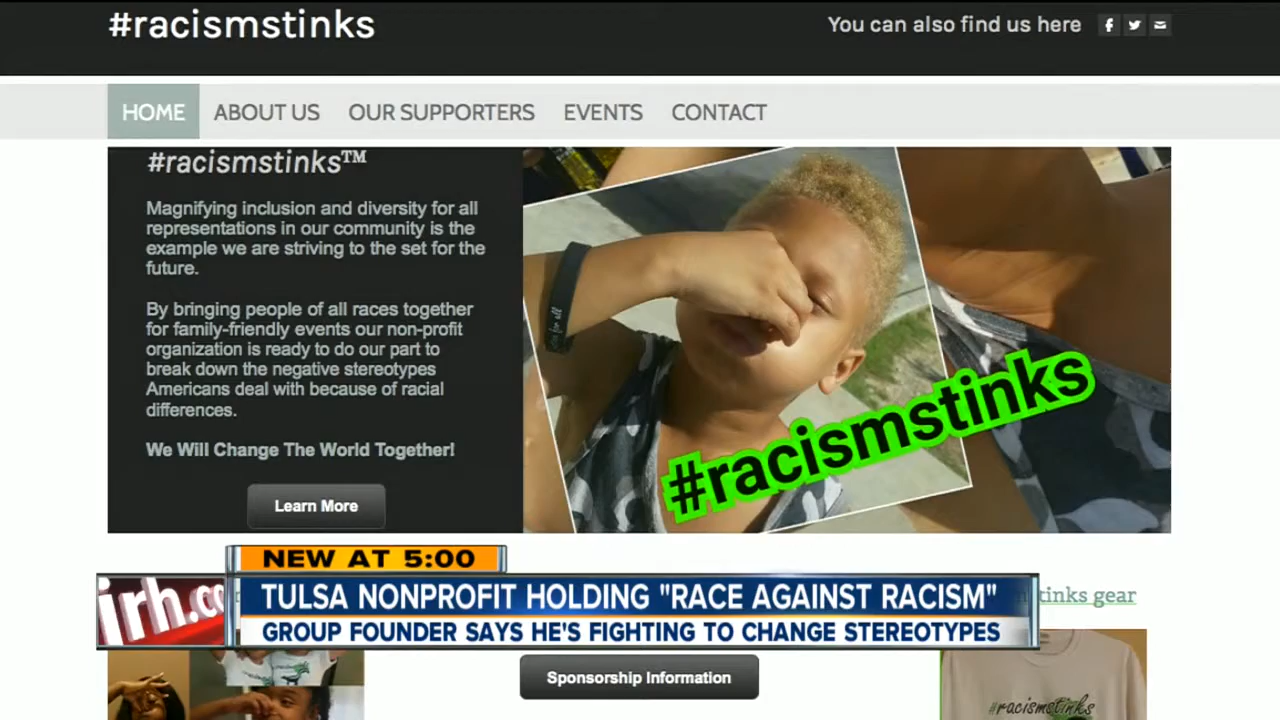 #racismstinks
You can also find us here
HOME ABOUT US OUR SUPPORTERS EVENTS CONTACT
#racismstinks™
Magnifying inclusion and diversity for all
representations in our community is the
example we are striving to the set for the
future.
By bringing people of all races together
for family-friendly events our non-profit
organization is ready to do our part to
break down the negative stereotypes
Americans deal with because of racial
differences.
We Will Change The World Together!
Learn More
for all
#racismstinks
NEW AT 5:00
irh.co
TULSA NONPROFIT HOLDING "RACE AGAINST RACISM"
GROUP FOUNDER SAYS HE'S FIGHTING TO CHANGE STEREOTYPES
tinks gear
Sponsorship Information
#racismstinks